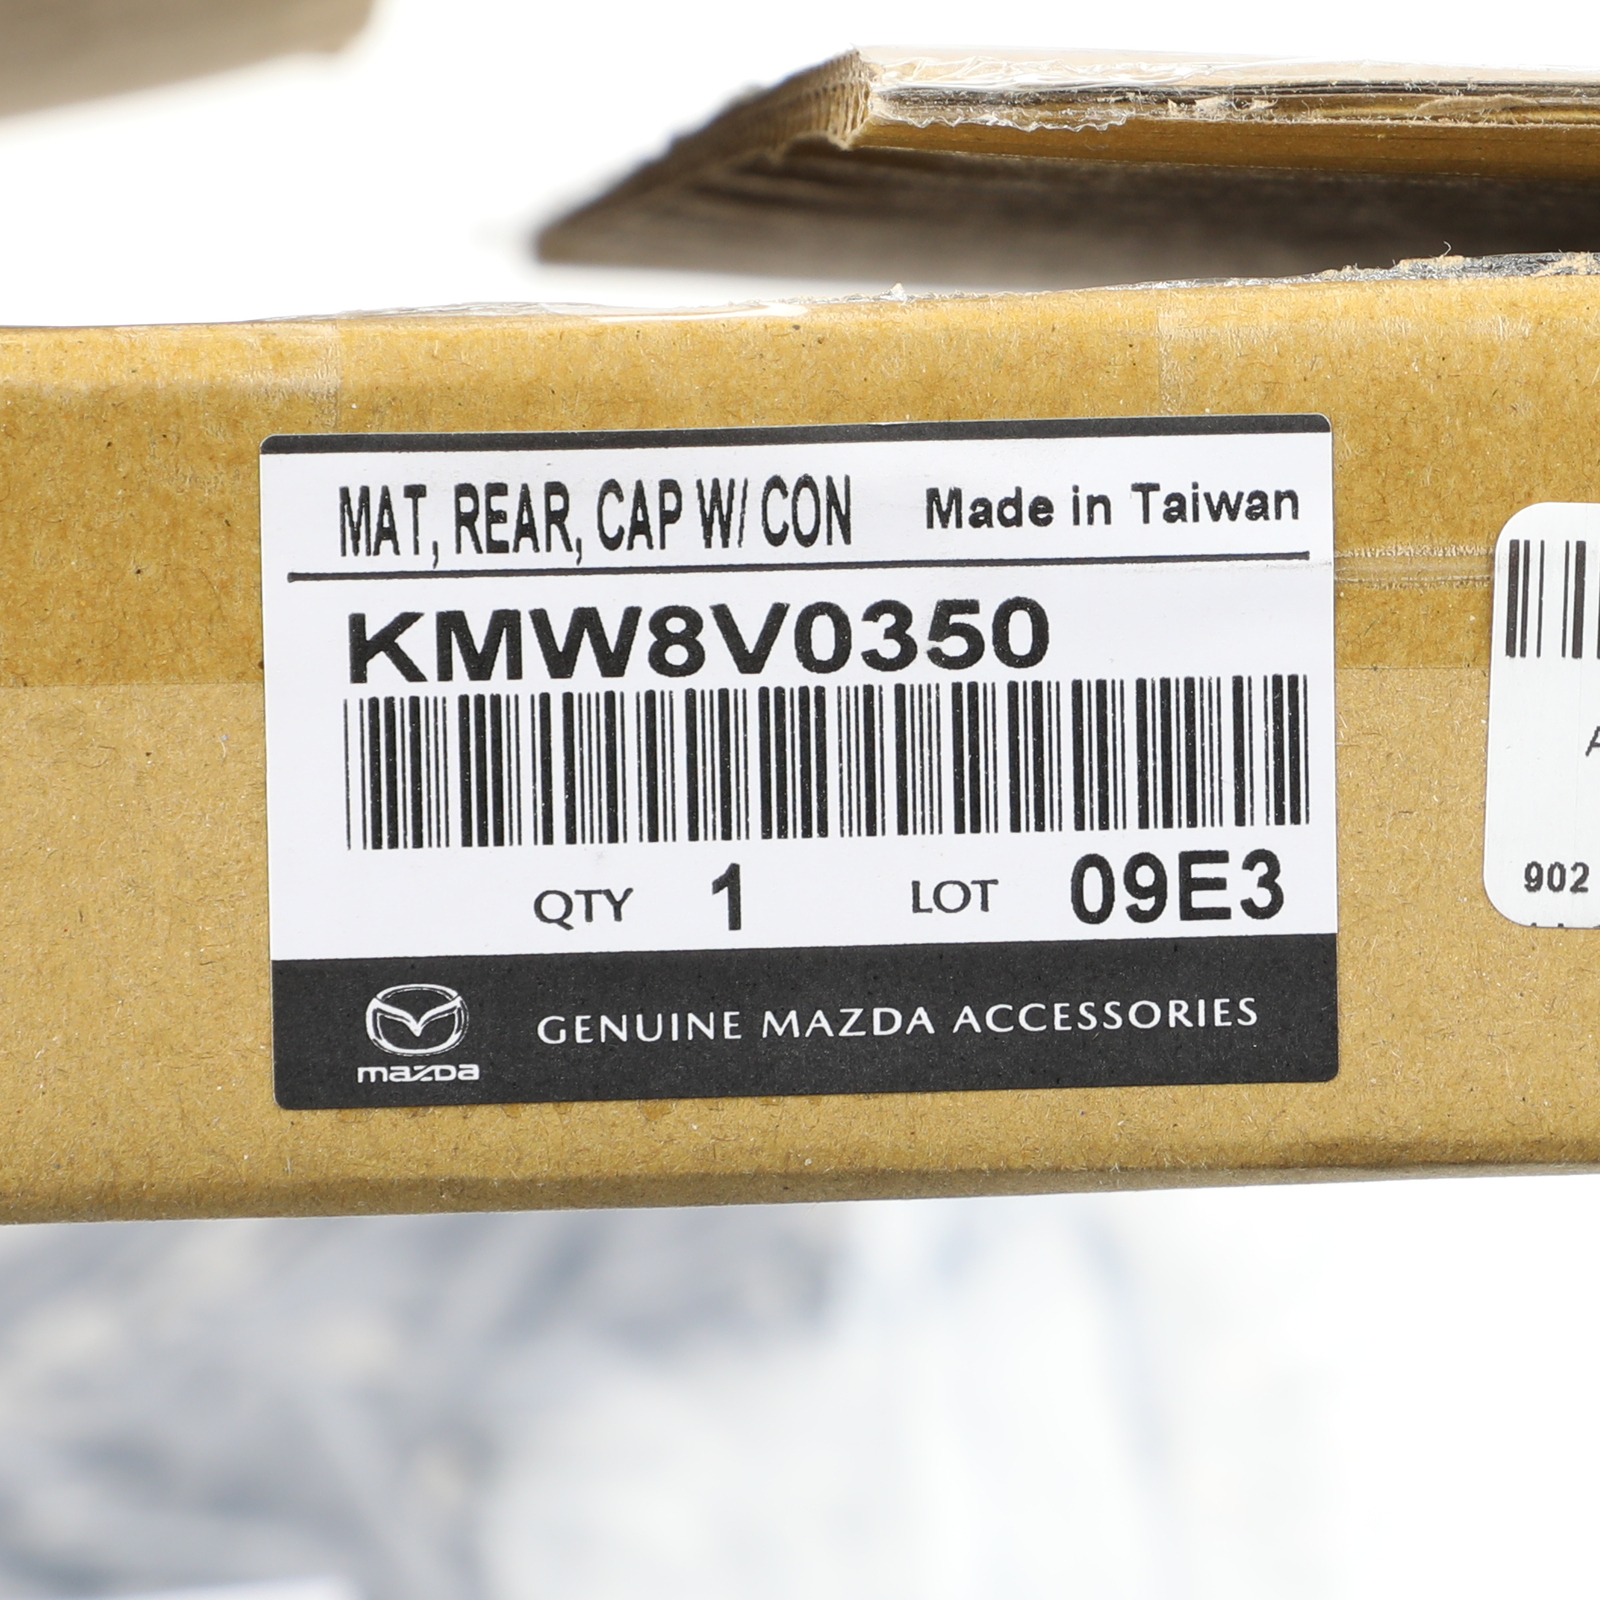 MAT, REAR, CAP W/ CON Made in Taiwan
KMW8V0350
QTY 1 LOT 09E3
mazda GENUINE MAZDA ACCESSORIES
902